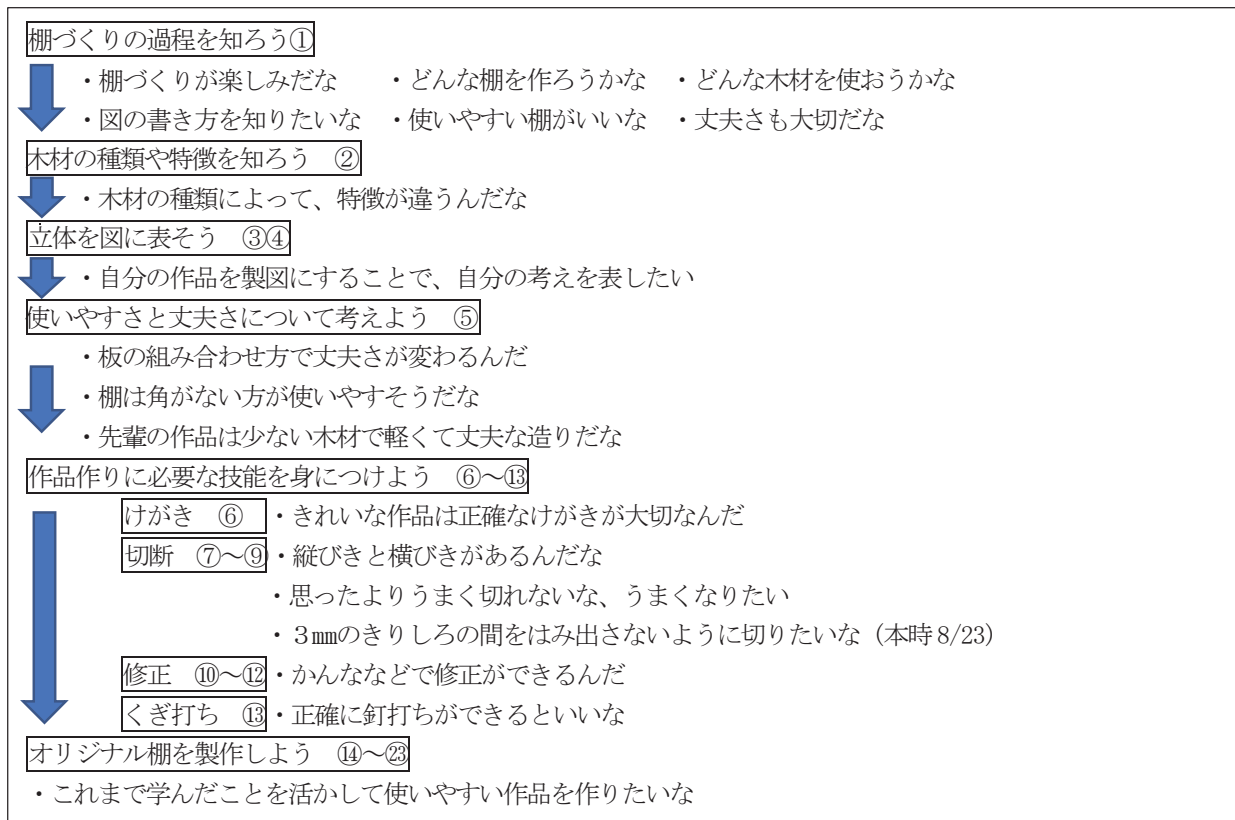 棚づくりの過程を知ろう①
・棚づくりが楽しみだな　・どんな棚を作ろうかな　・どんな木材を使おうかな
・図の書き方を知りたいな　・使いやすい棚がいいな　・丈夫さも大切だな
木材の種類や特徴を知ろう　②
・木材の種類によって、特徴が違うんだな
立体を図に表そう　③④
・自分の作品を製図にすることで、自分の考えを表したい
使いやすさと丈夫さについて考えよう　⑤
・板の組み合わせ方で丈夫さが変わるんだ
・棚は角がない方が使いやすそうだな
・先輩の作品は少ない木材で軽くて丈夫な造りだな
作品作りに必要な技能を身につけよう　⑥～⑬
けがき　⑥　・きれいな作品は正確なけがきが大切なんだ
切断　⑦～⑨・縦びきと横びきがあるんだな
・思ったよりうまく切れないな、うまくなりたい
・３㎜のきりしろの間をはみ出さないように切りたいな（本時8/23）
修正　⑩～⑫・かんななどで修正ができるんだ
くぎ打ち　⑬・正確に釘打ちができるといいな
オリジナル棚を製作しよう　⑭～㉓
・これまで学んだことを活かして使いやすい作品を作りたいな